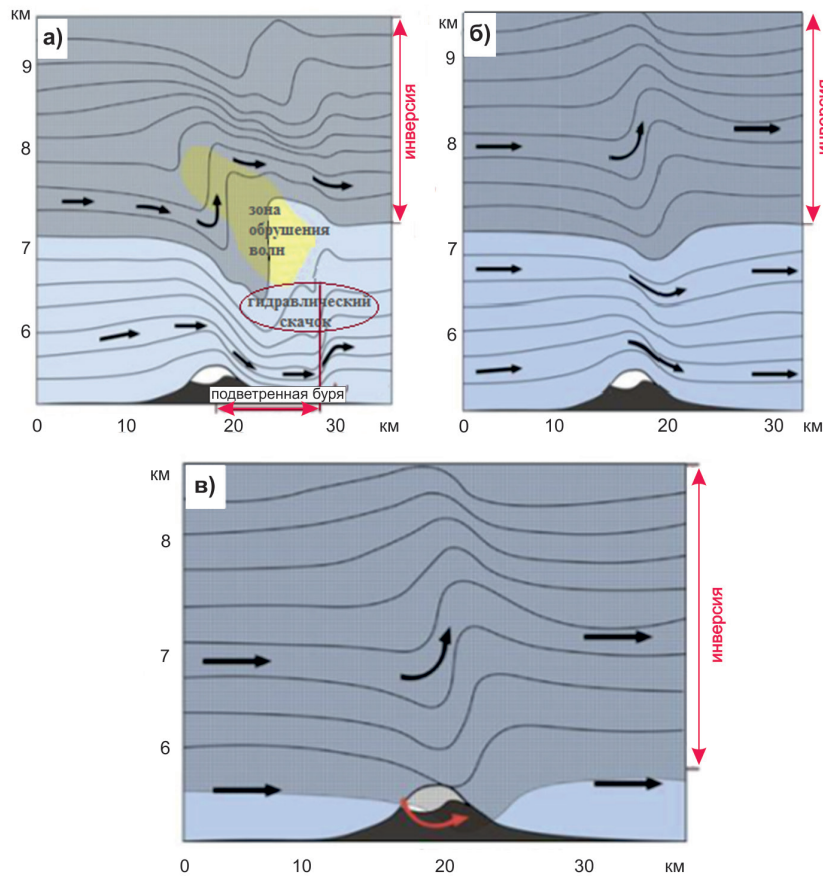 км
а)
9
8
7
6
инверсия
зона
обрушения
волн
гидравлический
скачок
подветренная буря
0 10 20 30 км
км
б)
9
8
7
6
инверсия
0 10 20 30 км
км
в)
8
7
6
инверсия
0 10 20 30 км